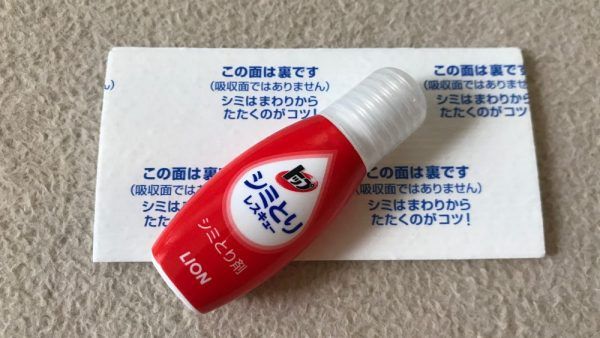 この面は裏です
(吸収面ではありません)
シミはまわりから
たたくのがコツ!
この面は裏で
(吸収面ではあり
シミはまわりか
たたくのがコツ
この面は裏
(吸収面ではありま
シミはまわ
たたくのが
この面は裏です
(吸収面ではありません)
シミはまわりから
たたくのがコツ!
トップ
シミとり
レスキュー
シミとり剤
LION